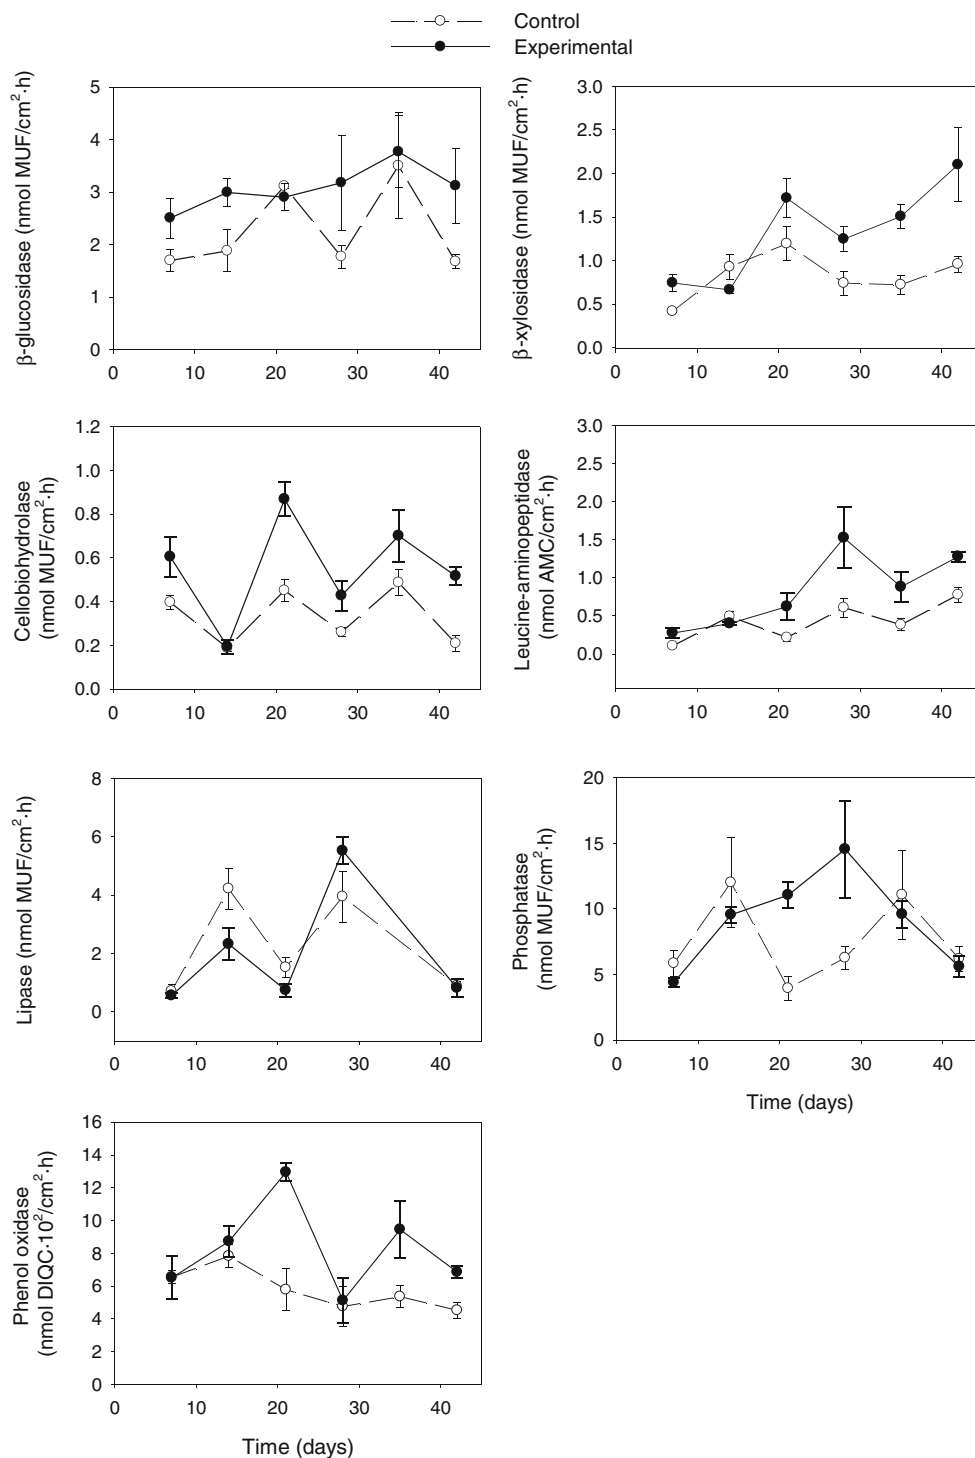 Control
Experimental
β-glucosidase (nmol MUF/cm²·h)
5
4
3
2
1
0
0 10 20 30 40
β-xylosidase (nmol MUF/cm²·h)
3.0
2.5
2.0
1.5
1.0
0.5
0.0
0 10 20 30 40
Cellobiohydrolase
(nmol MUF/cm²·h)
1.2
1.0
0.8
0.6
0.4
0.2
0.0
0 10 20 30 40
Leucine-aminopeptidase
(nmol AMC/cm²·h)
3.0
2.5
2.0
1.5
1.0
0.5
0.0
0 10 20 30 40
Lipase (nmol MUF/cm²·h)
8
6
4
2
0
0 10 20 30 40
Phosphatase
(nmol MUF/cm²·h)
20
15
10
5
0
0 10 20 30 40
Time (days)
Phenol oxidase
(nmol DIQC·10²/cm²·h)
16
14
12
10
8
6
4
2
0
0 10 20 30 40
Time (days)